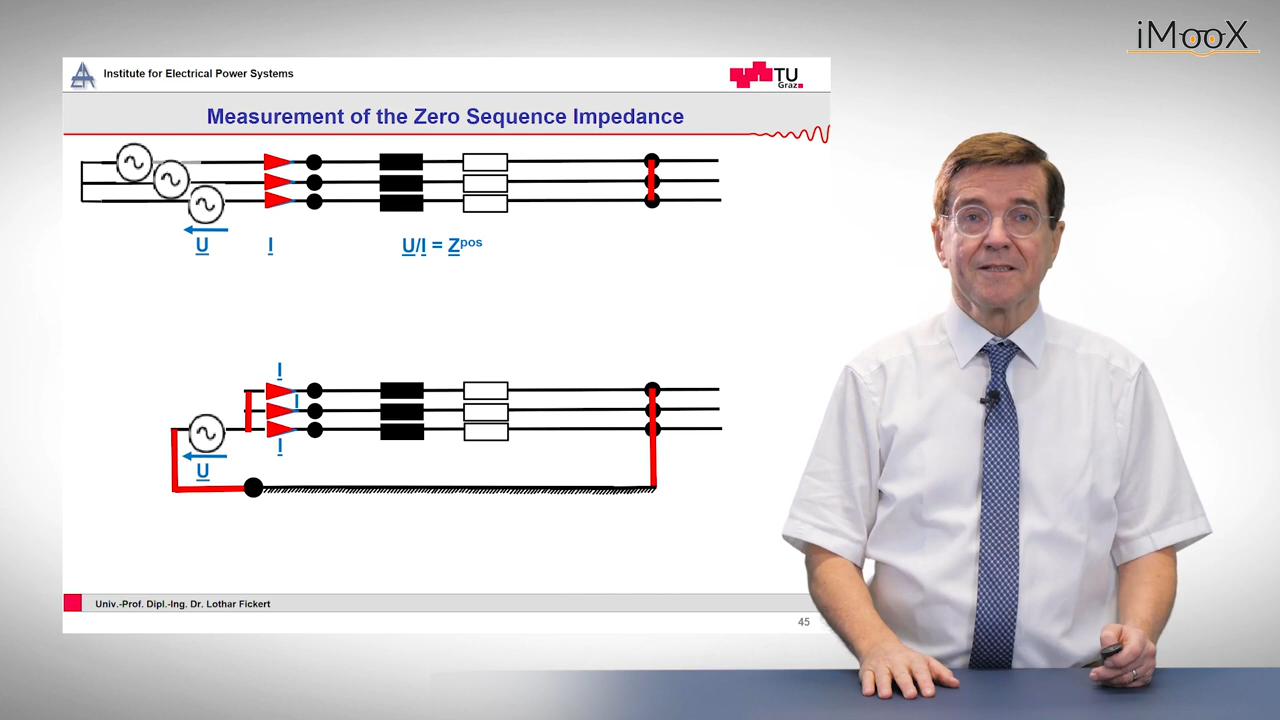 iMooX
Institute for Electrical Power Systems
TU
Graz
Measurement of the Zero Sequence Impedance
U
I
U/I = Zpos
I
I
I
U
Univ.-Prof. Dipl.-Ing. Dr. Lothar Fickert
45